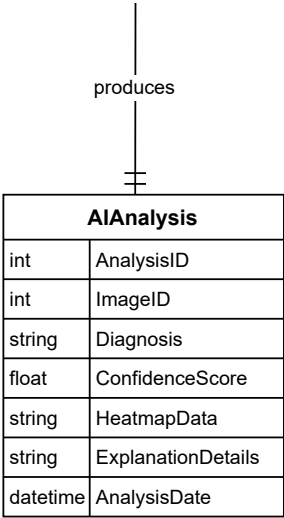 produces
AIAnalysis
int AnalysisID
int ImageID
string Diagnosis
float ConfidenceScore
string HeatmapData
string ExplanationDetails
datetime AnalysisDate